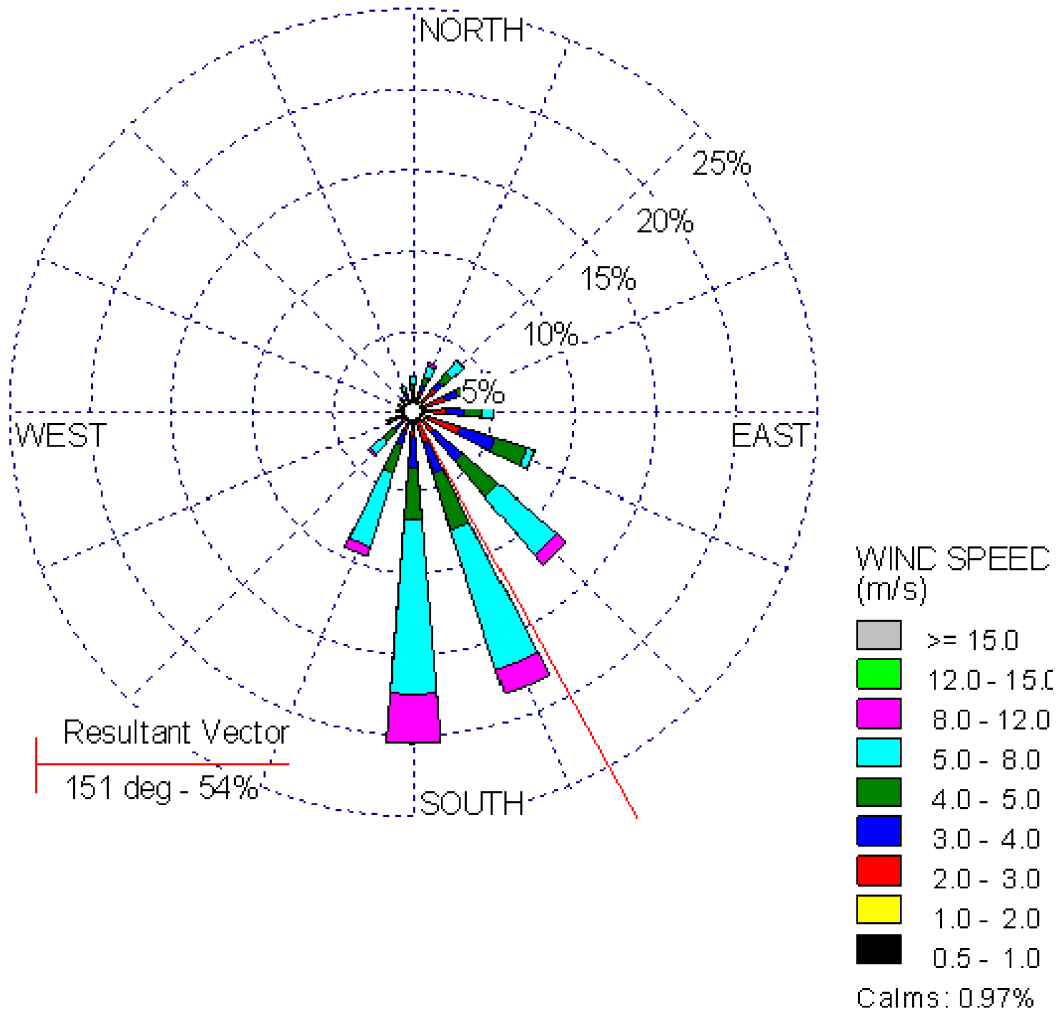 NORTH
25%
20%
15%
10%
5%
WEST
EAST
WIND SPEED
(m/s)
>= 15.0
12.0 - 15.0
8.0 - 12.0
5.0 - 8.0
4.0 - 5.0
3.0 - 4.0
2.0 - 3.0
1.0 - 2.0
0.5 - 1.0
Calms: 0.97%
Resultant Vector
151 deg - 54%
SOUTH